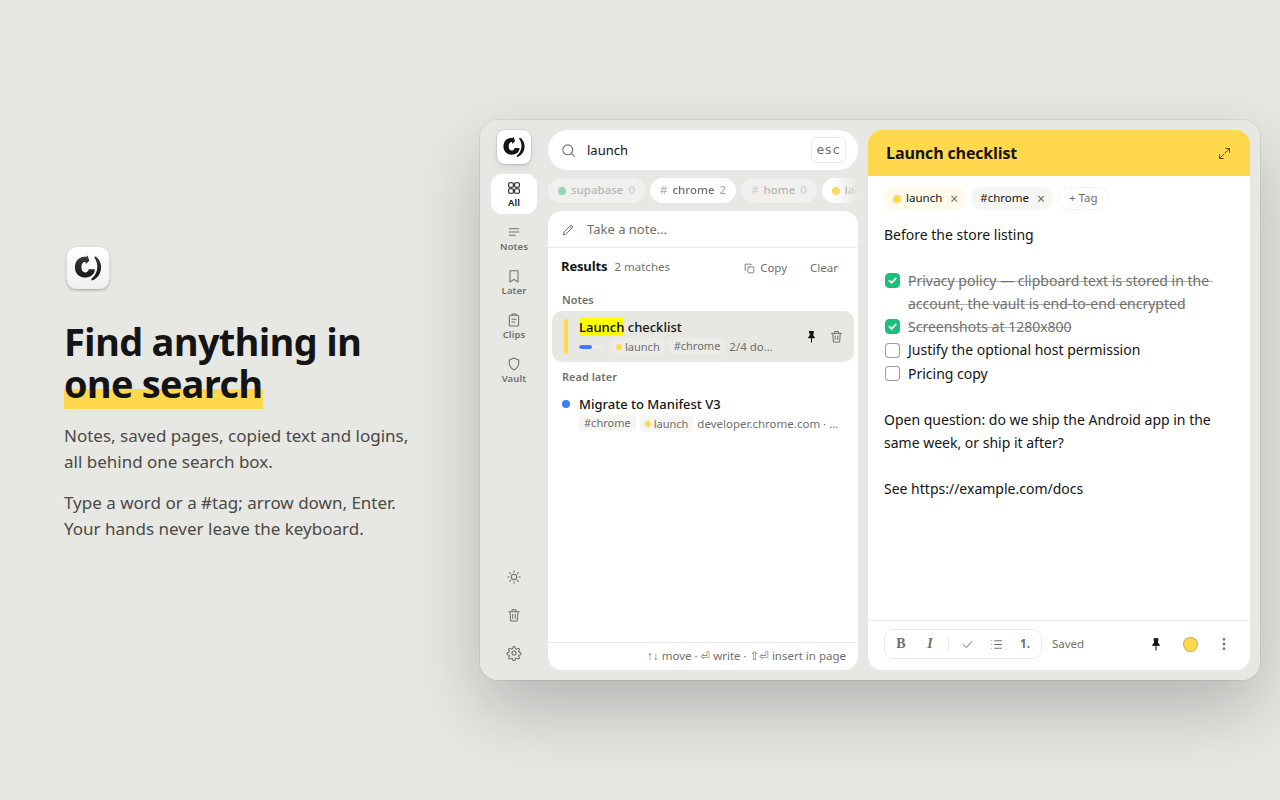 Find anything in
one search
Notes, saved pages, copied text and logins,
all behind one search box.
Type a word or a #tag; arrow down, Enter.
Your hands never leave the keyboard.
All
Notes
Later
Clips
Vault
launch
esc
supabase 0
# chrome 2
# home 0
Take a note...
Results 2 matches
Copy
Clear
Notes
Launch checklist
launch #chrome 2/4 do...
Read later
Migrate to Manifest V3
#chrome launch developer.chrome.com · ...
↑↓ move · ⏎ write · ⇧⏎ insert in page
Launch checklist
launch ×
#chrome ×
+ Tag
Before the store listing
Privacy policy — clipboard text is stored in the
account, the vault is end-to-end encrypted
Screenshots at 1280x800
Justify the optional host permission
Pricing copy
Open question: do we ship the Android app in the
same week, or ship it after?
See https://example.com/docs
B I 1. Saved